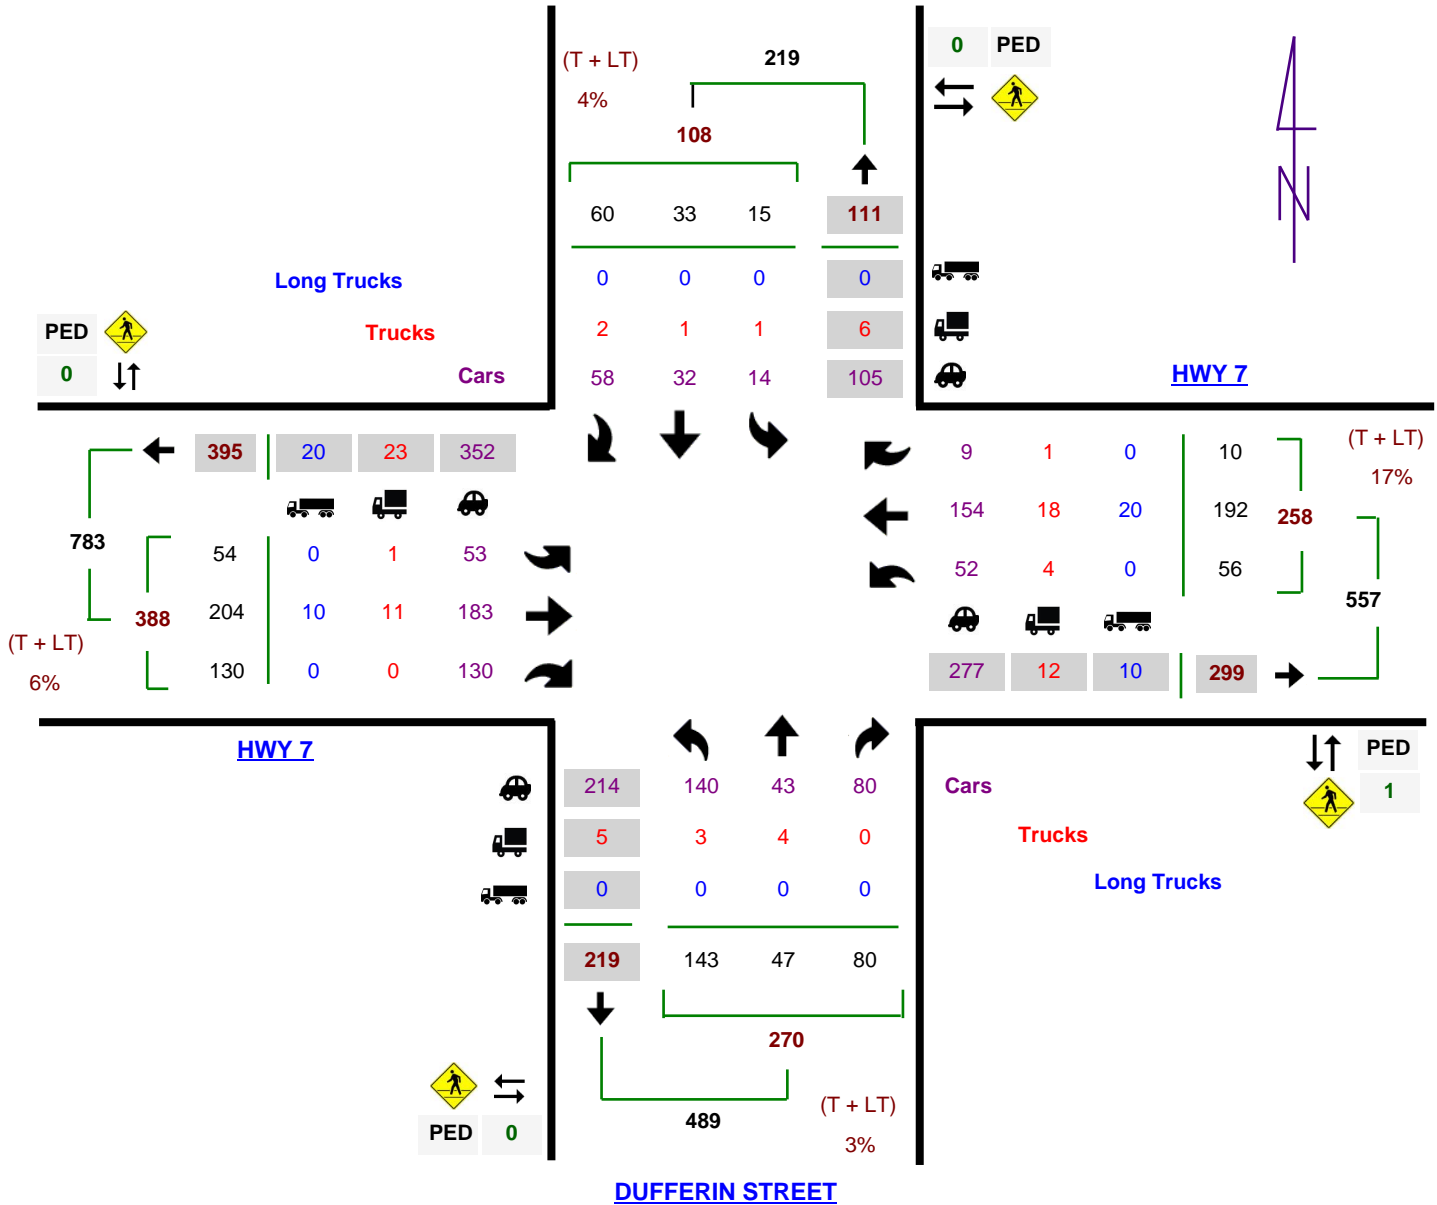 (T + LT)
219
0 PED
4%
108
60 33 15 111
Long Trucks
0 0 0 0
PED
Trucks
2 1 1 6
0
Cars
58 32 14 105
HWY 7
395 20 23 352
9 1 0 10
(T + LT)
17%
154 18 20 192
258
783
54 0 1 53
52 4 0 56
557
388
204 10 11 183
(T + LT)
6%
130 0 0 130
277 12 10 299
HWY 7
PED
1
214 140 43 80
Cars
5 3 4 0
Trucks
0 0 0 0
Long Trucks
219 143 47 80
270
489
(T + LT)
3%
PED 0
DUFFERIN STREET
N